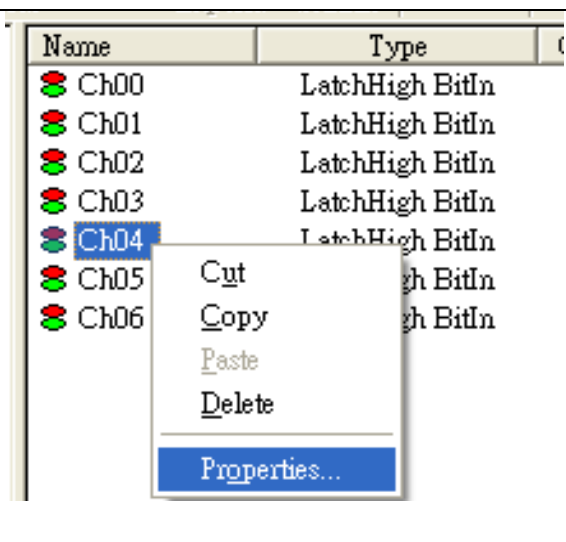 Name Type
Ch00 LatchHigh BitIn
Ch01 LatchHigh BitIn
Ch02 LatchHigh BitIn
Ch03 LatchHigh BitIn
Ch04 LatchHigh BitIn
Ch05 gh BitIn
Ch06 gh BitIn
Cut
Copy
Paste
Delete
Properties...